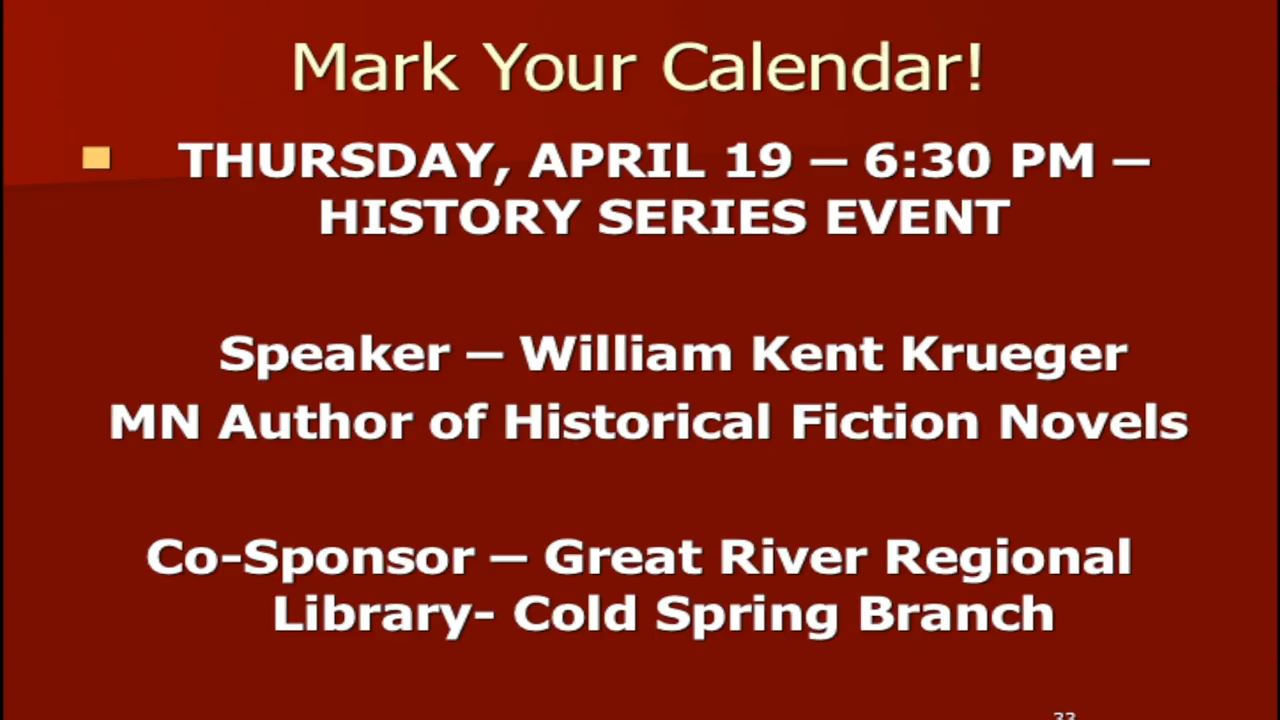 Mark Your Calendar!
THURSDAY, APRIL 19 – 6:30 PM –
HISTORY SERIES EVENT
Speaker – William Kent Krueger
MN Author of Historical Fiction Novels
Co-Sponsor – Great River Regional
Library- Cold Spring Branch